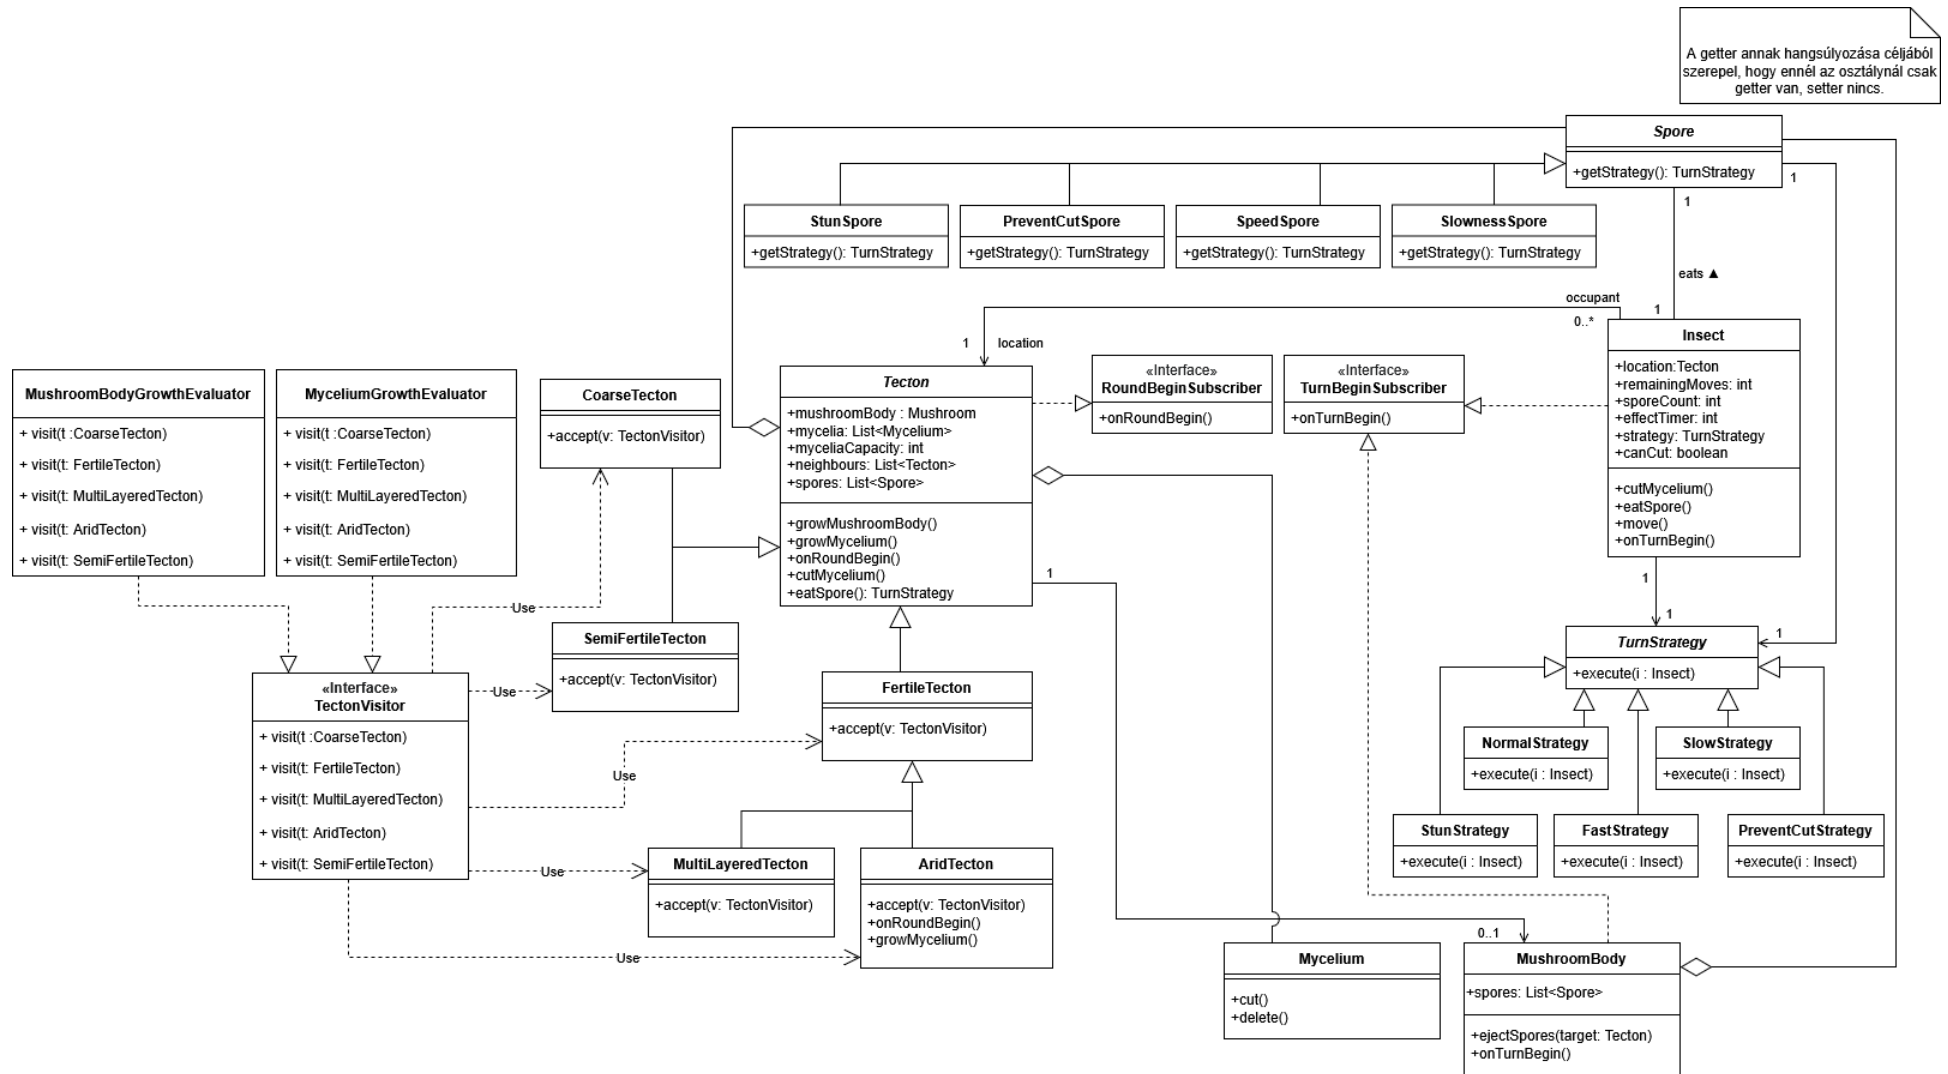 A getter annak hangsúlyozása céljából
szerepel, hogy ennél az osztálynál csak
getter van, setter nincs.
Spore
+getStrategy(): TurnStrategy
1
1
1
StunSpore
+getStrategy(): TurnStrategy
PreventCutSpore
+getStrategy(): TurnStrategy
SpeedSpore
+getStrategy(): TurnStrategy
SlownessSpore
+getStrategy(): TurnStrategy
eats ▲
occupant
0..*
1
location
Insect
+location:Tecton
+remainingMoves: int
+sporeCount: int
+effectTimer: int
+strategy: TurnStrategy
+canCut: boolean
+cutMycelium()
+eatSpore()
+move()
+onTurnBegin()
«Interface»
RoundBeginSubscriber
+onRoundBegin()
«Interface»
TurnBeginSubscriber
+onTurnBegin()
Tecton
+mushroomBody : Mushroom
+mycelia: List<Mycelium>
+myceliaCapacity: int
+neighbours: List<Tecton>
+spores: List<Spore>
+growMushroomBody()
+growMycelium()
+onRoundBegin()
+cutMycelium()
+eatSpore(): TurnStrategy
1
MushroomBodyGrowthEvaluator
+ visit(t :CoarseTecton)
+ visit(t: FertileTecton)
+ visit(t: MultiLayeredTecton)
+ visit(t: AridTecton)
+ visit(t: SemiFertileTecton)
MyceliumGrowthEvaluator
+ visit(t :CoarseTecton)
+ visit(t: FertileTecton)
+ visit(t: MultiLayeredTecton)
+ visit(t: AridTecton)
+ visit(t: SemiFertileTecton)
CoarseTecton
+accept(v: TectonVisitor)
Use
SemiFertileTecton
+accept(v: TectonVisitor)
Use
«Interface»
TectonVisitor
+ visit(t :CoarseTecton)
+ visit(t: FertileTecton)
+ visit(t: MultiLayeredTecton)
+ visit(t: AridTecton)
+ visit(t: SemiFertileTecton)
FertileTecton
+accept(v: TectonVisitor)
Use
MultiLayeredTecton
+accept(v: TectonVisitor)
Use
AridTecton
+accept(v: TectonVisitor)
+onRoundBegin()
+growMycelium()
Use
1
1
1
TurnStrategy
+execute(i : Insect)
NormalStrategy
+execute(i : Insect)
SlowStrategy
+execute(i : Insect)
StunStrategy
+execute(i : Insect)
FastStrategy
+execute(i : Insect)
PreventCutStrategy
+execute(i : Insect)
Mycelium
+cut()
+delete()
0..1
MushroomBody
+spores: List<Spore>
+ejectSpores(target: Tecton)
+onTurnBegin()